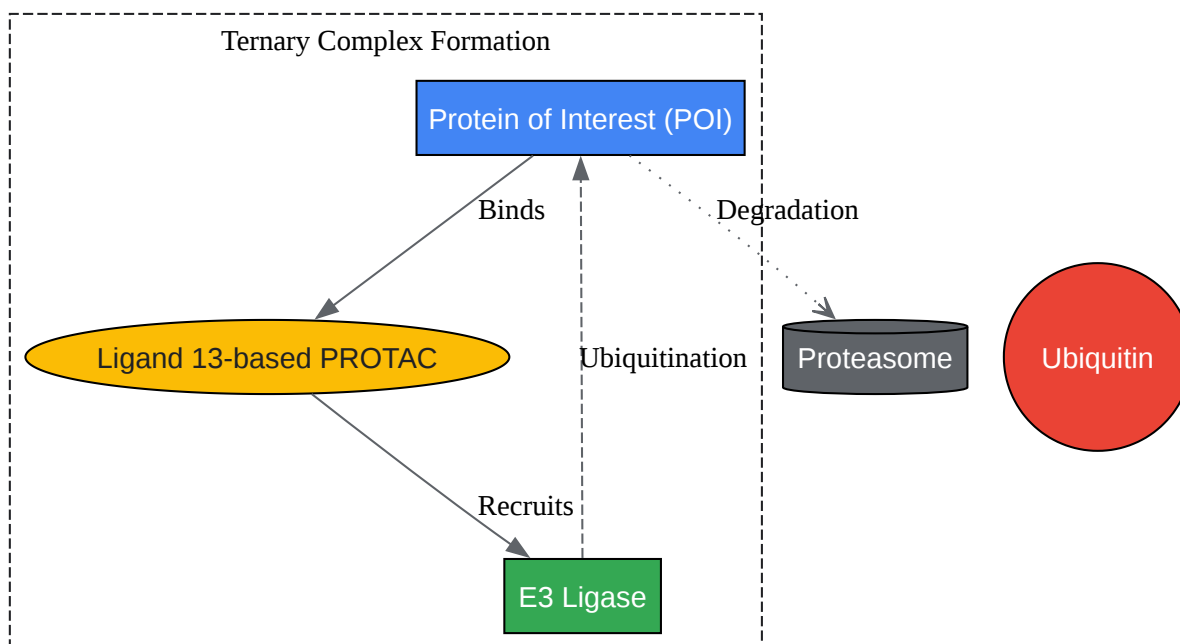 Ternary Complex Formation
Protein of Interest (POI)
Binds
Degradation
Ligand 13-based PROTAC
Ubiquitination
Proteasome
Ubiquitin
Recruits
E3 Ligase